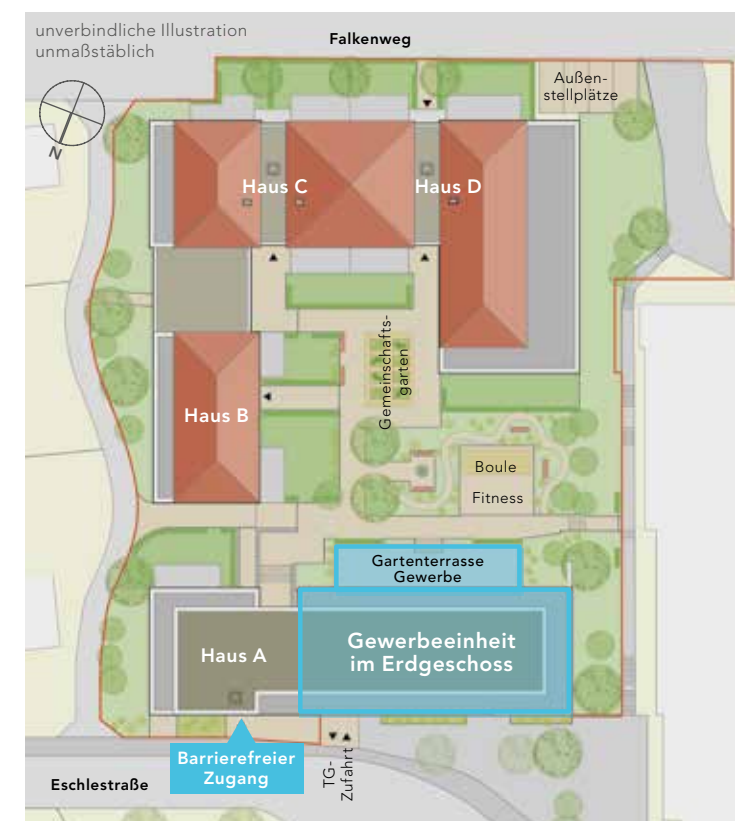 unverbindliche Illustration
unmaßstäblich
Falkenweg
Außen-
stellplätze
N
Haus C
Haus D
Gemeinschafts-
garten
Haus B
Boule
Fitness
Gartenterrasse
Gewerbe
Haus A
Gewerbeeinheit
im Erdgeschoss
Barrierefreier
Zugang
TG-
Zufahrt
Eschlestraße